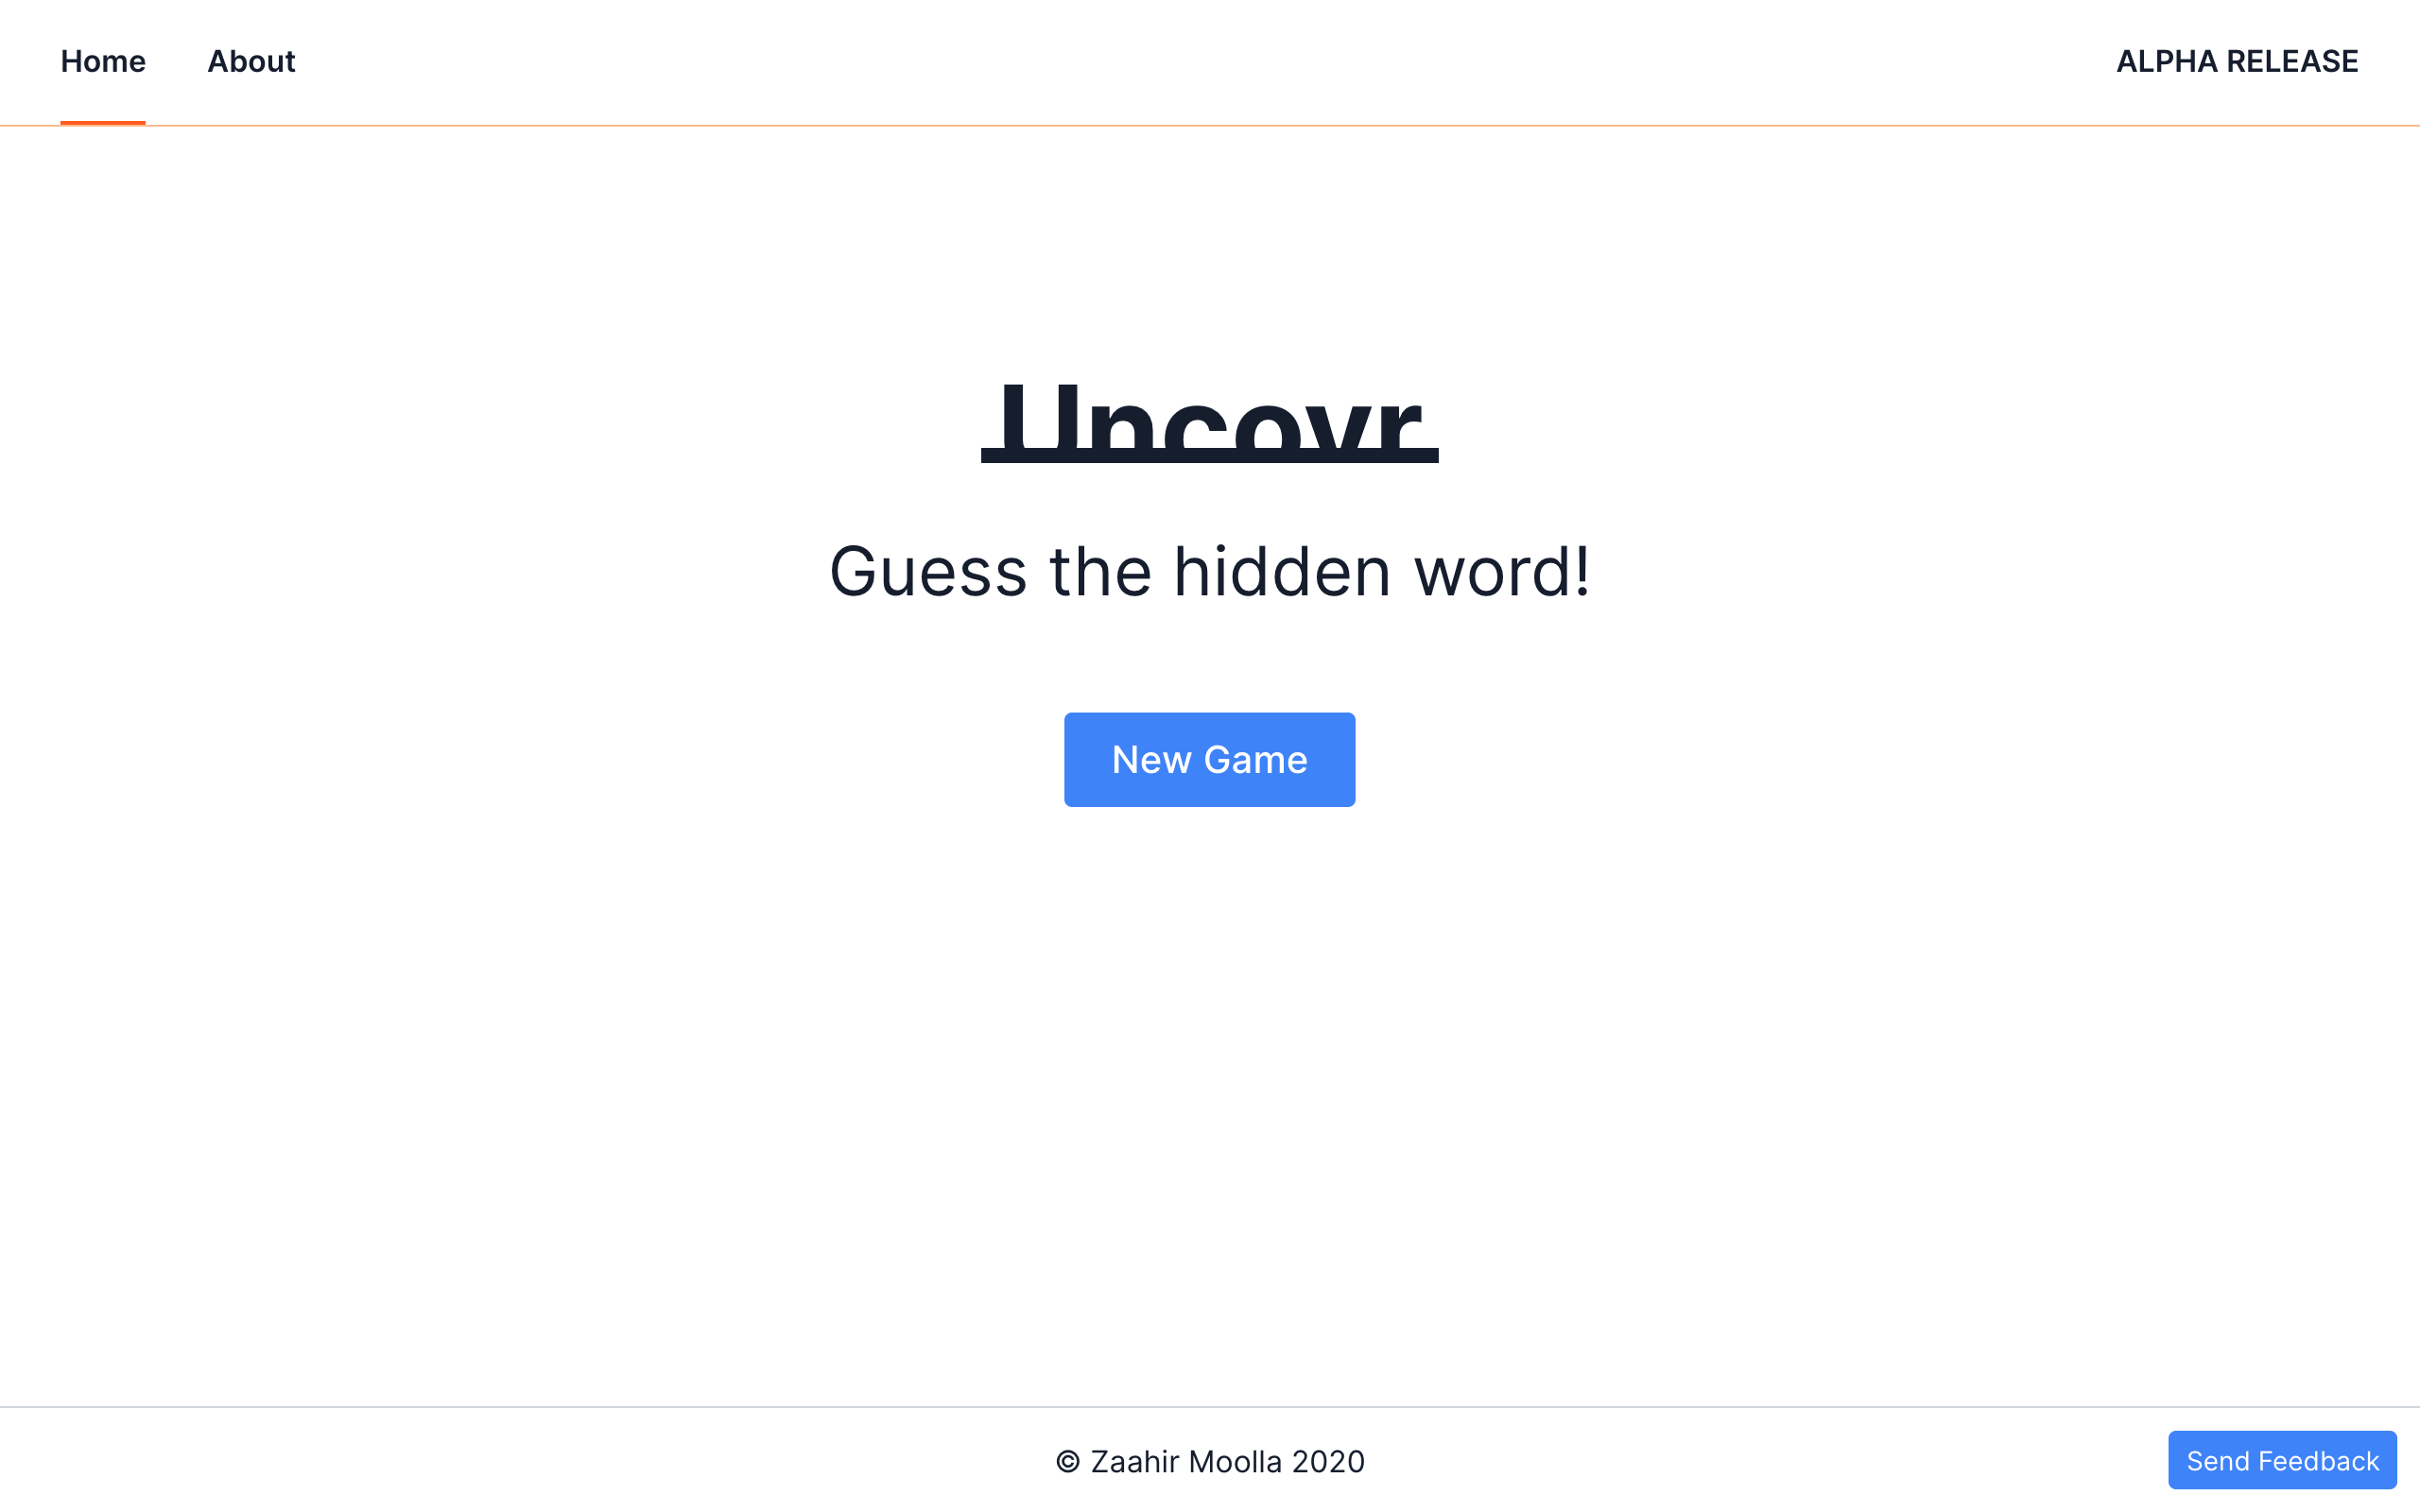 Home About ALPHA RELEASE
Uncovr
Guess the hidden word!
New Game
© Zaahir Moolla 2020
Send Feedback